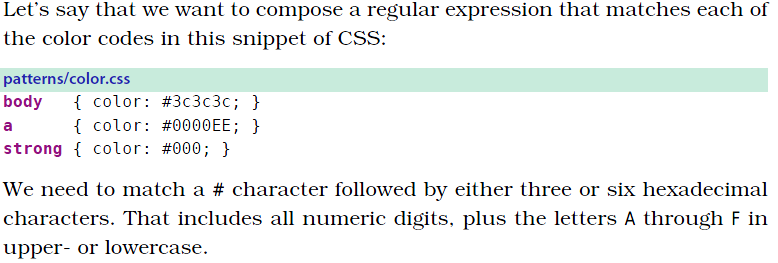 Let’s say that we want to compose a regular expression that matches each of
the color codes in this snippet of CSS:
patterns/color.css
body   { color: #3c3c3c; }
a      { color: #0000EE; }
strong { color: #000; }
We need to match a # character followed by either three or six hexadecimal
characters. That includes all numeric digits, plus the letters A through F in
upper- or lowercase.